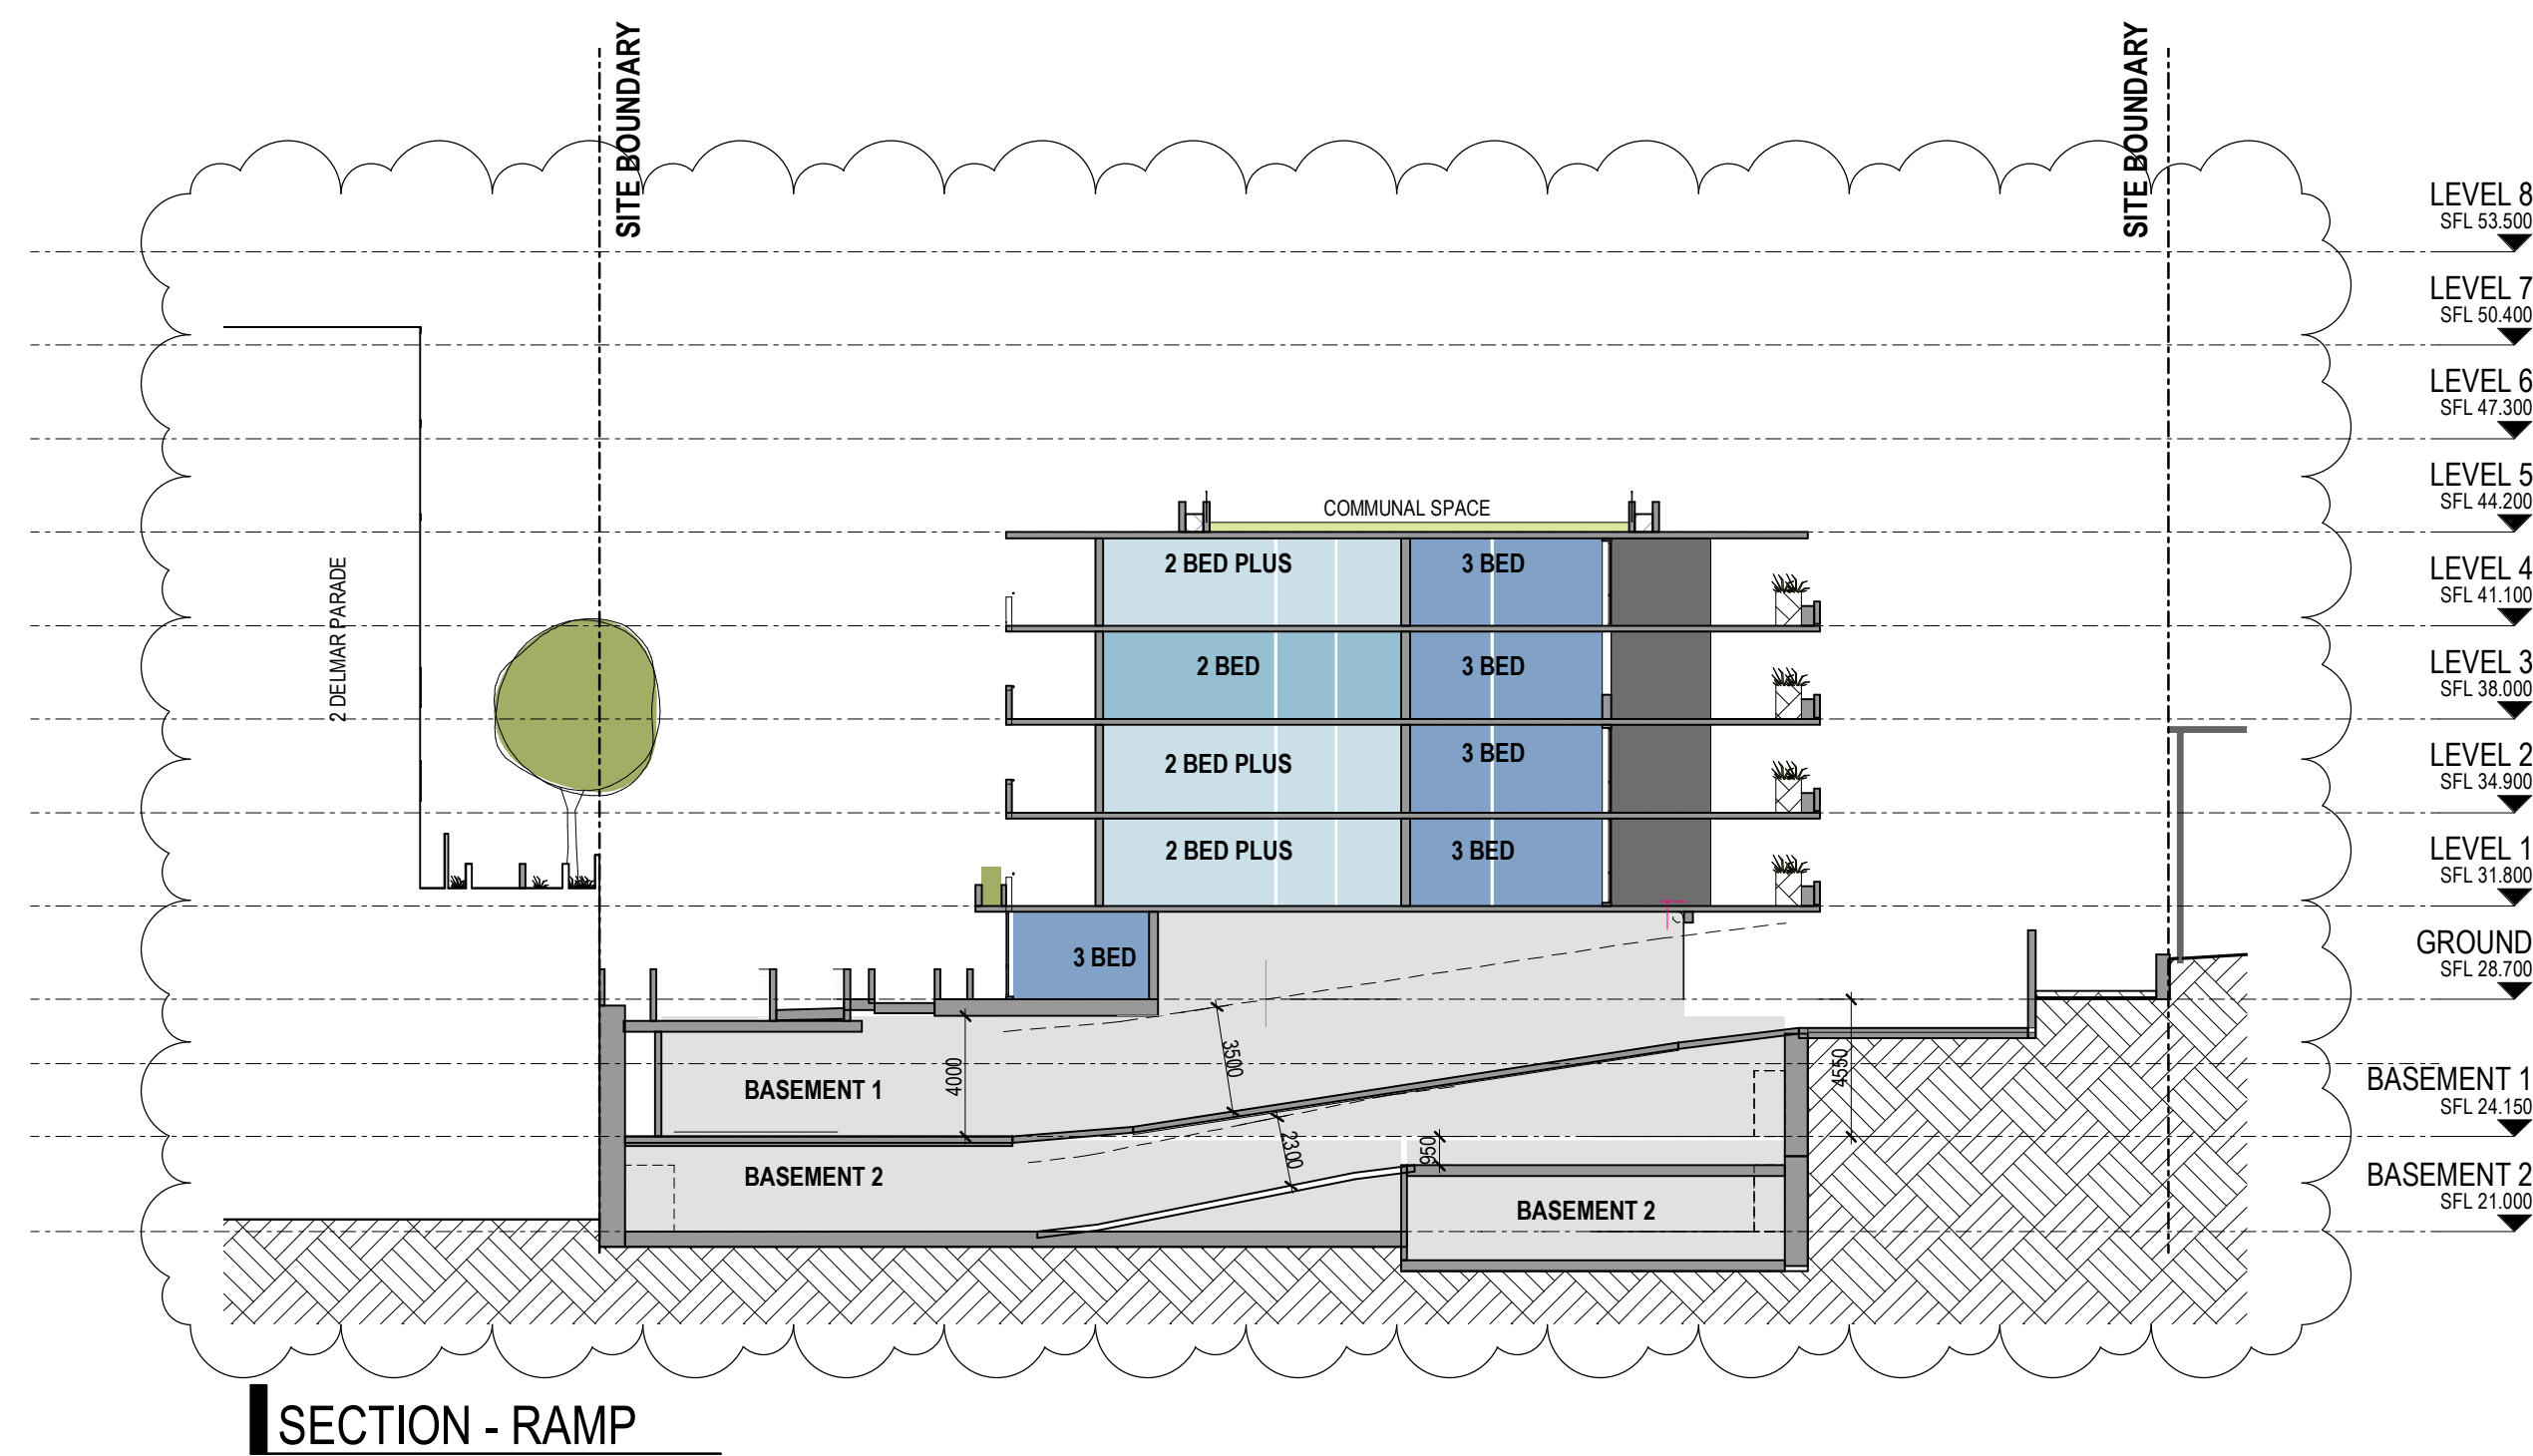 SITE BOUNDARY
SITE BOUNDARY
LEVEL 8
SFL 53.500
LEVEL 7
SFL 50.400
LEVEL 6
SFL 47.300
LEVEL 5
SFL 44.200
COMMUNAL SPACE
2 BED PLUS
3 BED
LEVEL 4
SFL 41.100
2 DELMAR PARADE
2 BED
3 BED
LEVEL 3
SFL 38.000
2 BED PLUS
3 BED
LEVEL 2
SFL 34.900
2 BED PLUS
3 BED
LEVEL 1
SFL 31.800
3 BED
GROUND
SFL 28.700
BASEMENT 1
4000
3500
4550
BASEMENT 1
SFL 24.150
BASEMENT 2
2300
950
BASEMENT 2
BASEMENT 2
SFL 21.000
SECTION - RAMP